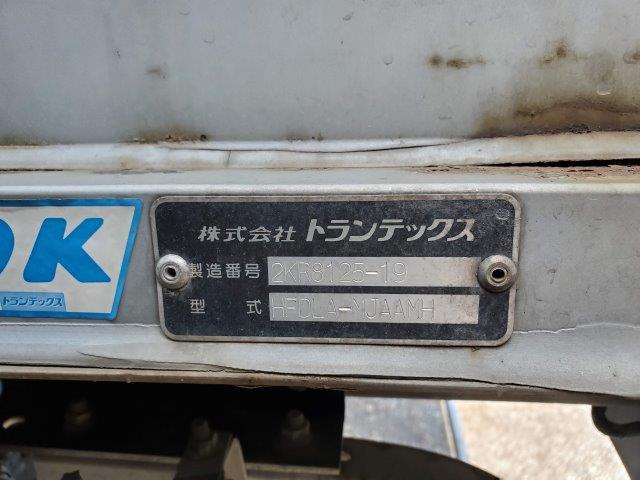 株式会社 トランテックス
製造番号 2KR8125-19
型式 HFDLA-MJAAMH
OK
トランテックス